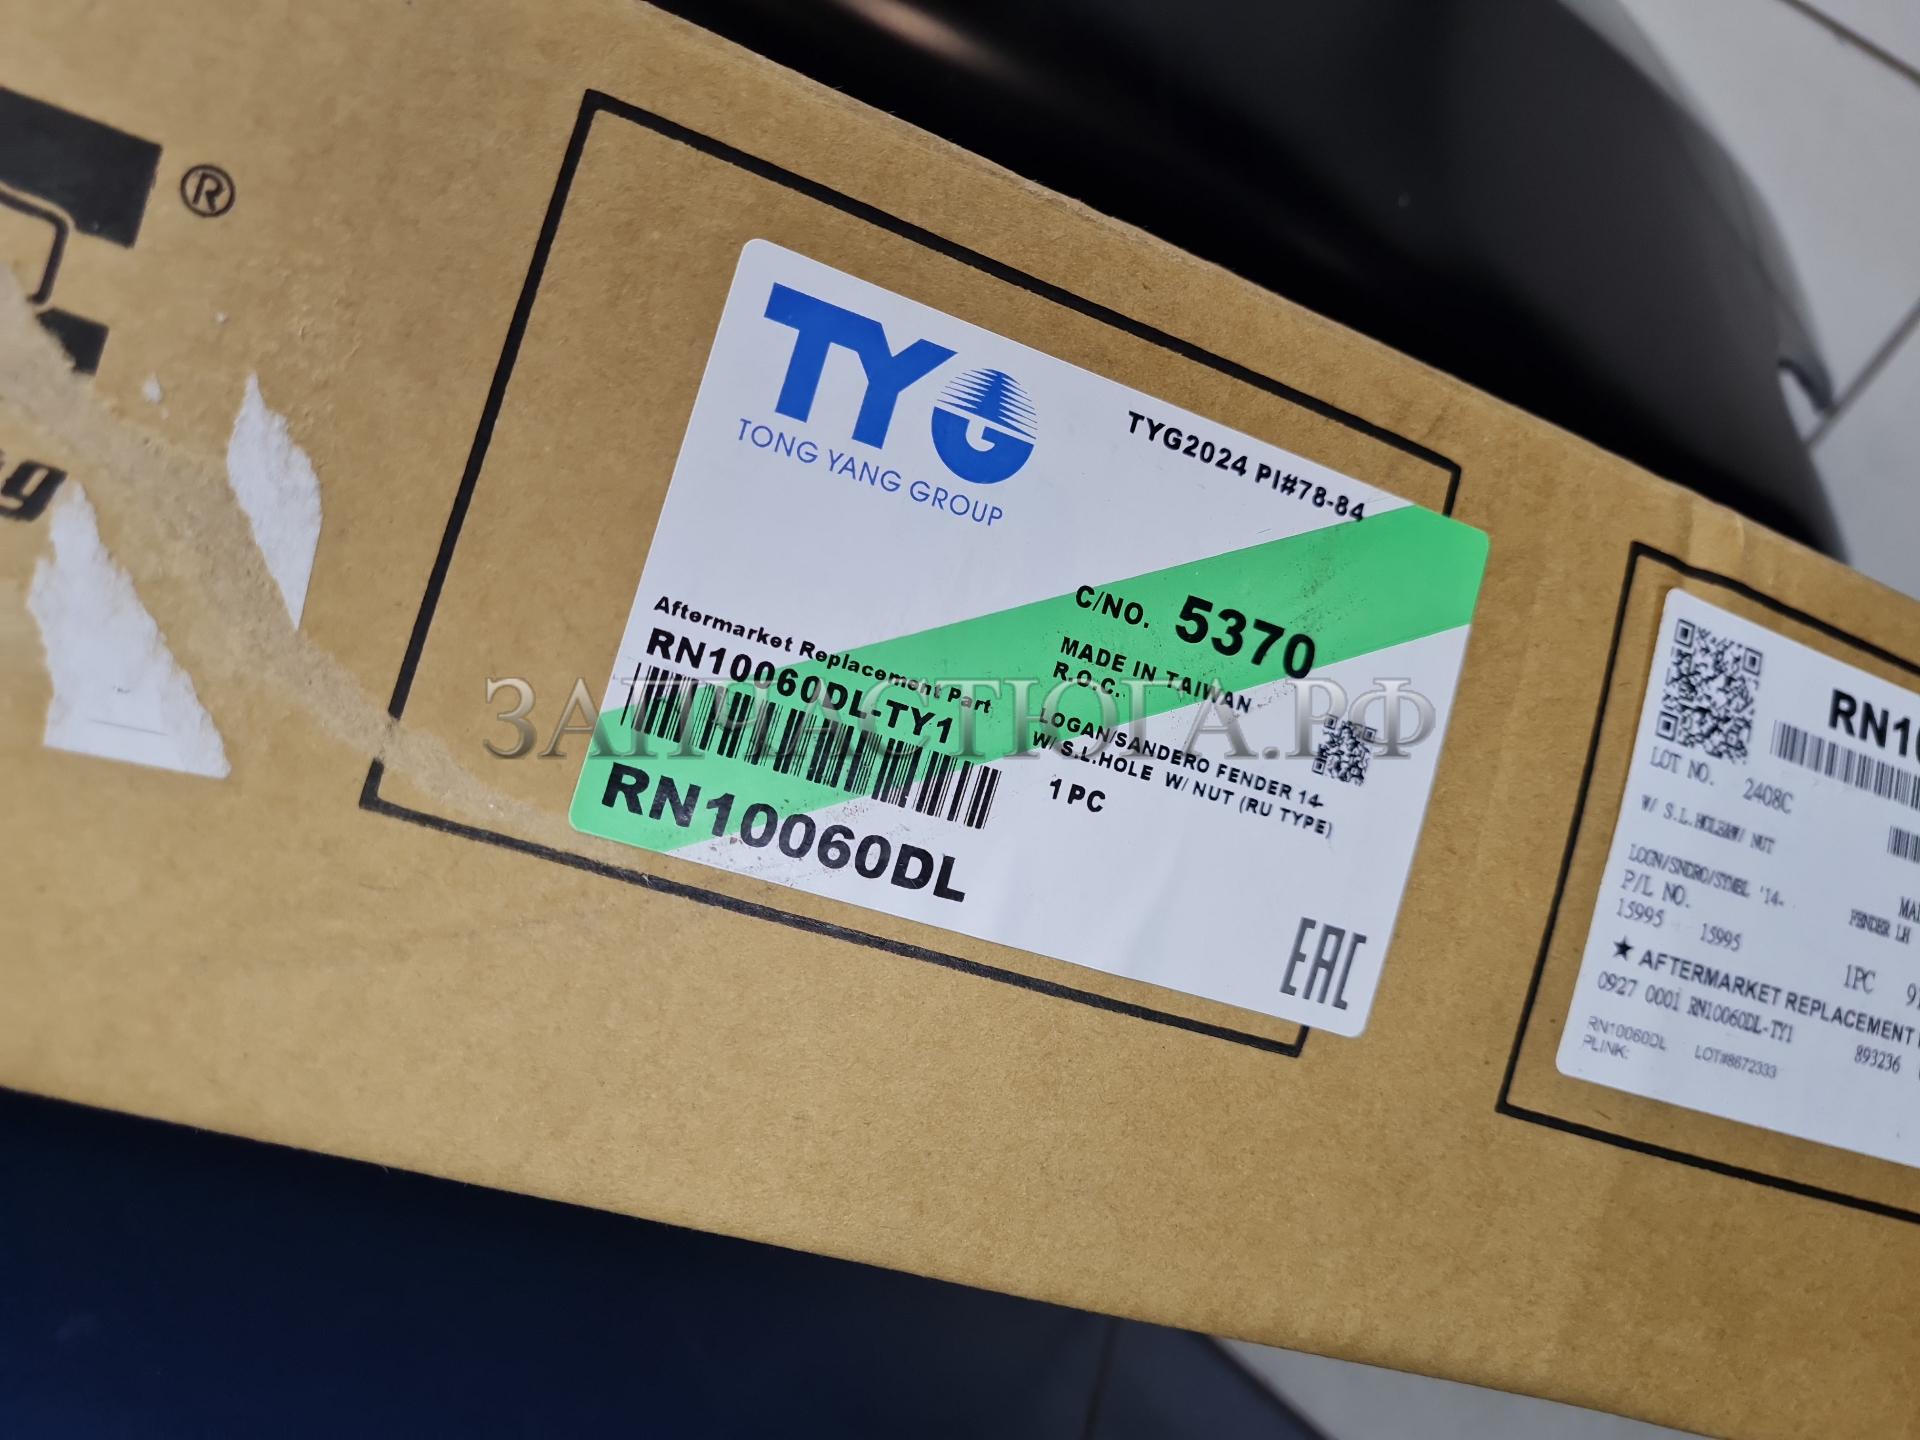 ®
TYG
TONG YANG GROUP
TYG2024 PI#78-84
C/NO. 5370
MADE IN TAIWAN
R.O.C.
Aftermarket Replacement Part
RN10060DL-TY1
LOGAN/SANDERO FENDER 14-
W/ S.L.HOLE W/ NUT (RU TYPE)
1 PC
RN10060DL
EAC
ЗАПЧАСТЮГА.РФ
LOT NO. 2408C
W/ S.L.HOLE&W/ NUT
LOGN/SNDRO/STWBL '14-
FENDER LH
P/L NO.
15995 15995
1PC
★ AFTERMARKET REPLACEMENT
0927 0001 RN10060DL-TY1 893236
RN10060DL LOT#8672333
PLINK: